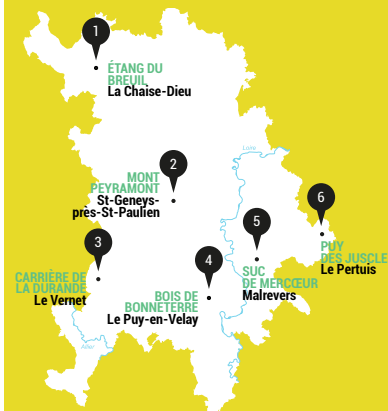 1
ÉTANG DU
BREUIL
La Chaise-Dieu
Loire
2
MONT
PEYRAMONT
St-Geneys-
près-St-Paulien
6
PUY
DES JUSCLE
Le Pertuis
5
SUC
DE MERCŒUR
Malrevers
3
CARRIÈRE DE
LA DURANDE
Le Vernet
4
BOIS DE
BONNETERRE
Le Puy-en-Velay
Allier